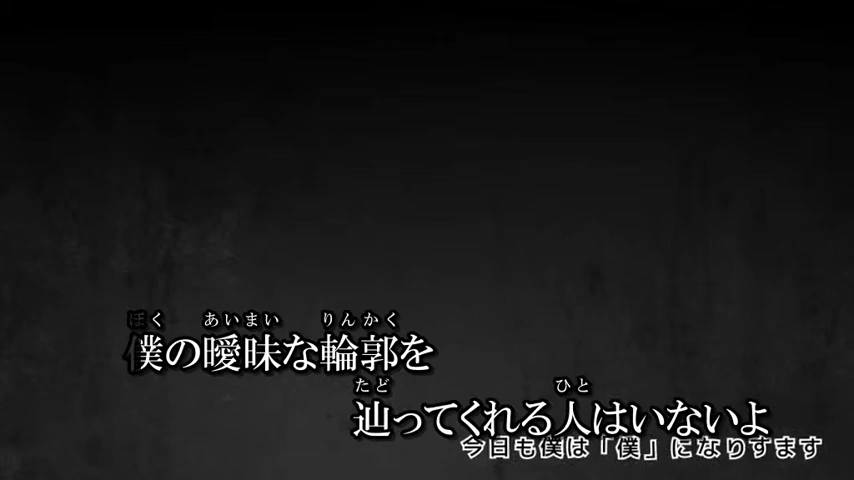 ぼく あいまい りんかく
僕の曖昧な輪郭を
たど ひと
辿ってくれる人はいないよ
今日も僕は「僕」になりすます